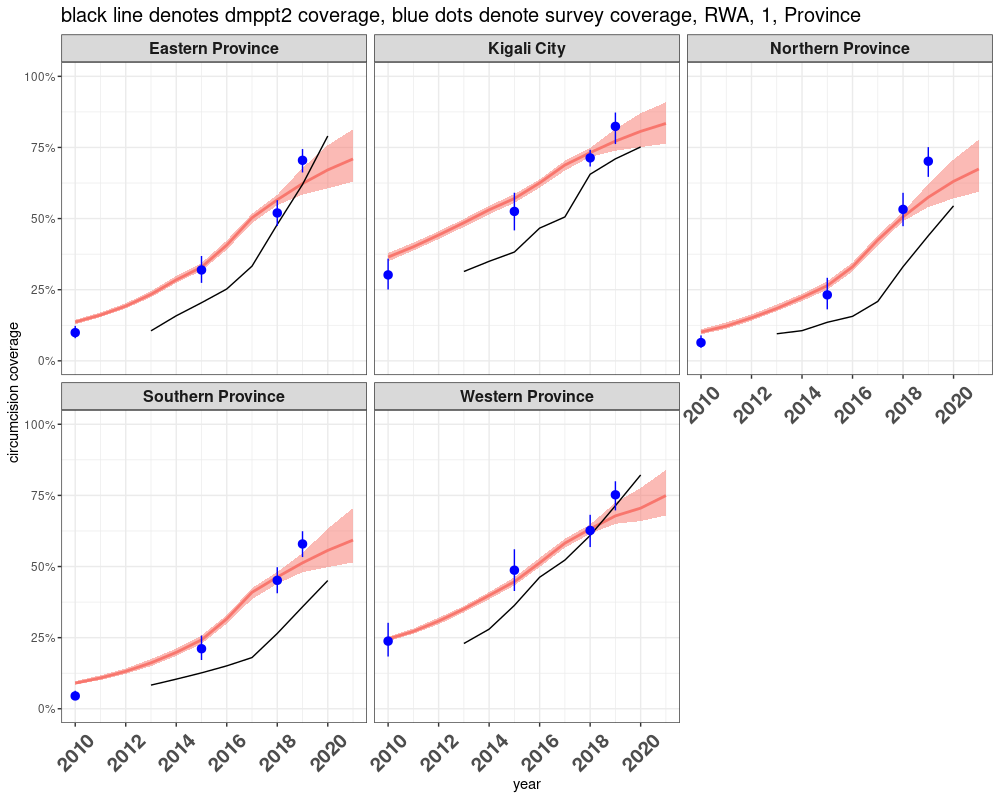 black line denotes dmppt2 coverage, blue dots denote survey coverage, RWA, 1, Province
Eastern Province
Kigali City
Northern Province
100%
75%
50%
25%
0%
2010 2012 2014 2016 2018 2020
Southern Province
Western Province
100%
75%
50%
25%
0%
2010 2012 2014 2016 2018 2020
2010 2012 2014 2016 2018 2020
circumcision coverage
year